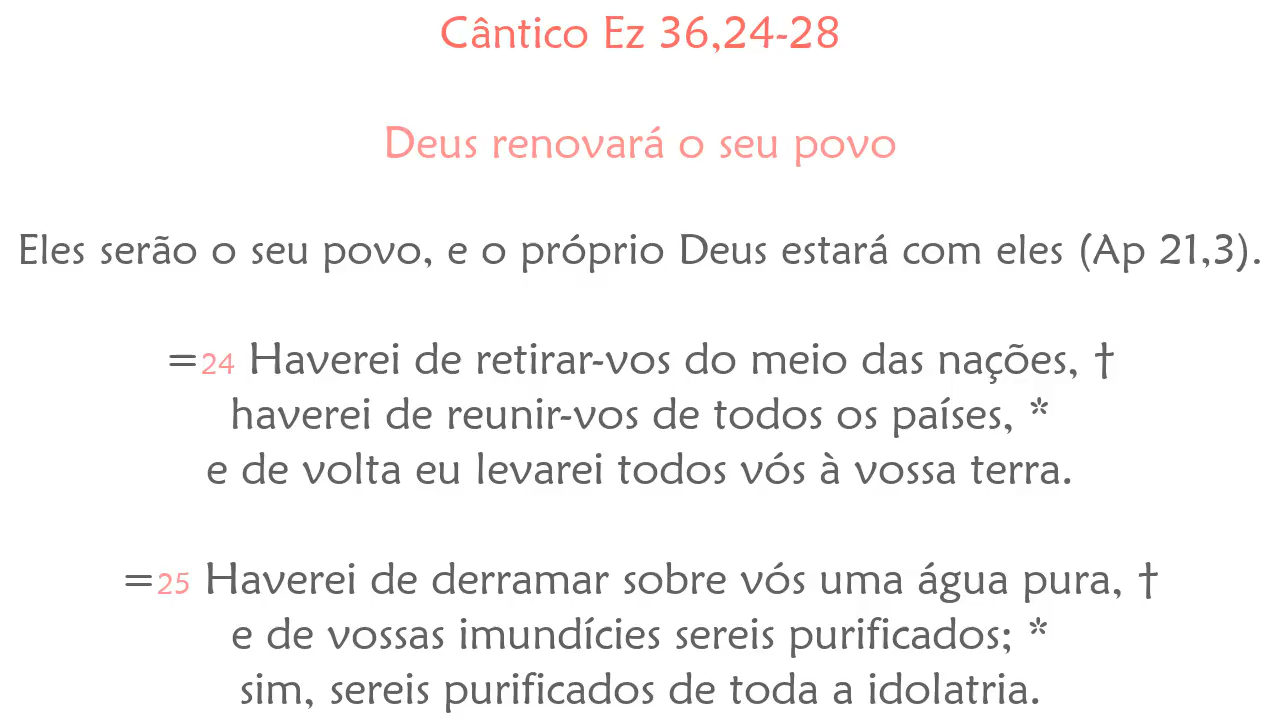 Cântico Ez 36,24-28
Deus renovará o seu povo
Eles serão o seu povo, e o próprio Deus estará com eles (Ap 21,3).
=24 Haverei de retirar-vos do meio das nações, †
haverei de reunir-vos de todos os países, *
e de volta eu levarei todos vós à vossa terra.
=25 Haverei de derramar sobre vós uma água pura, †
e de vossas imundícies sereis purificados; *
sim, sereis purificados de toda a idolatria.